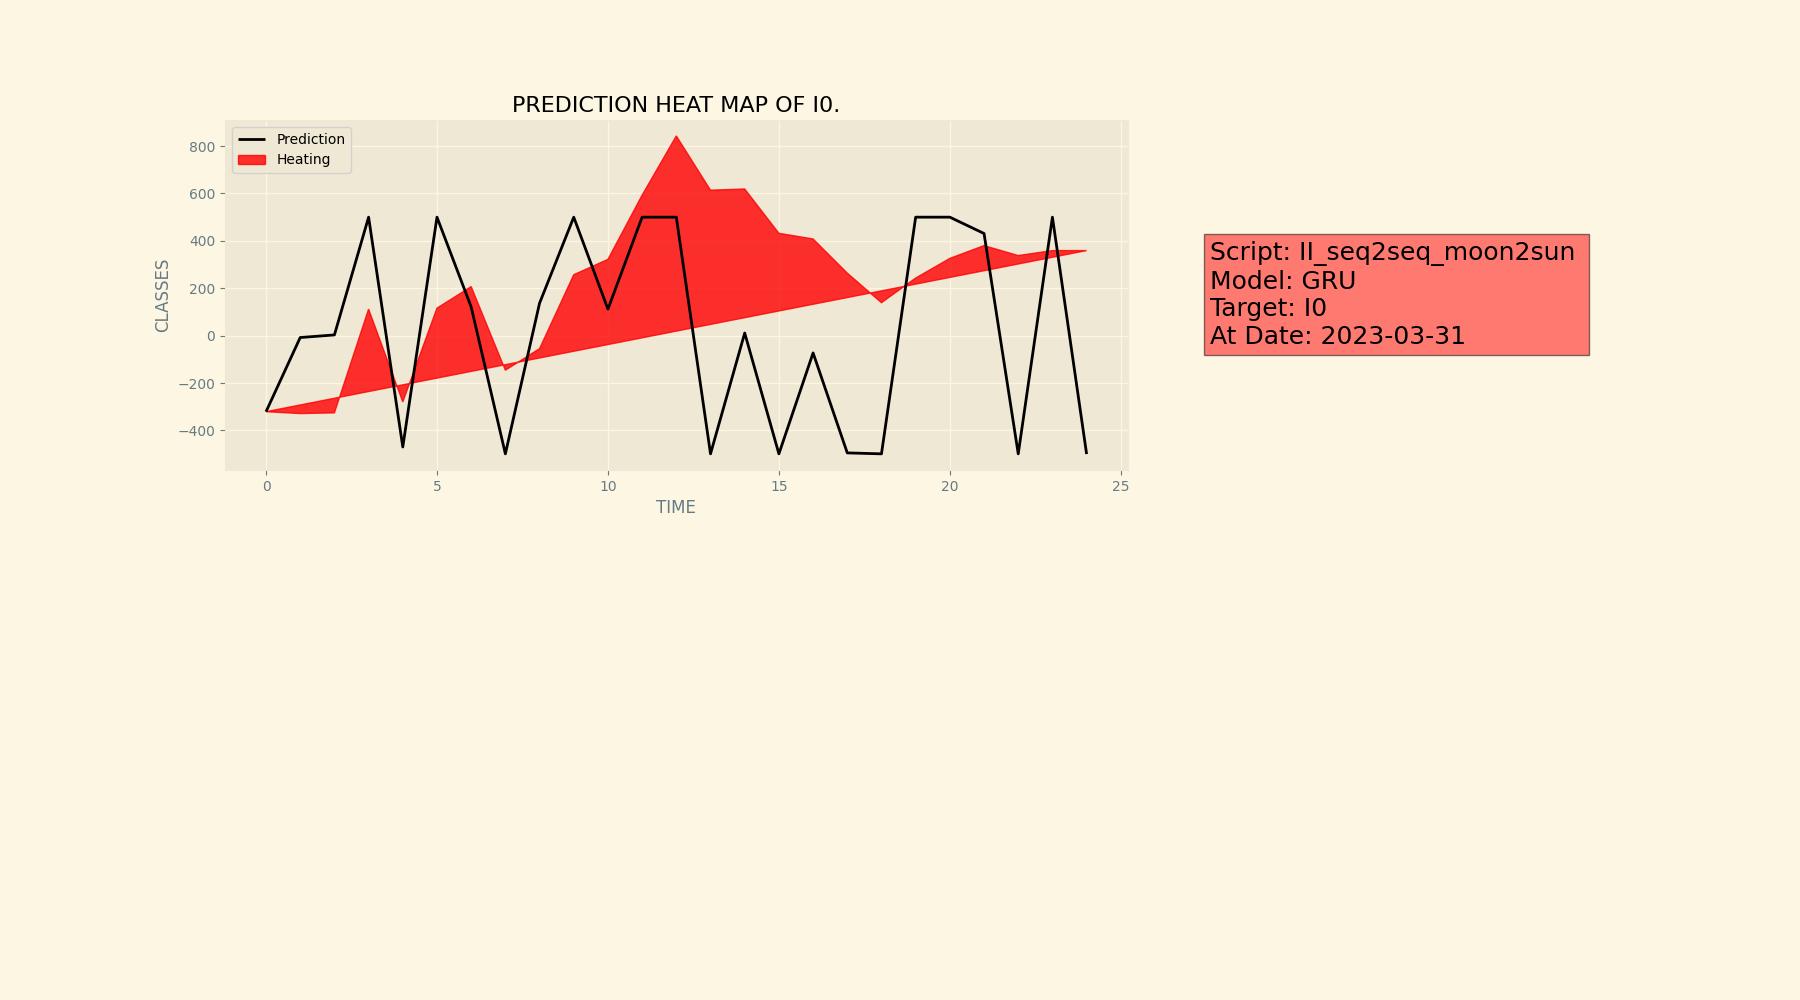 PREDICTION HEAT MAP OF I0.
Prediction
Heating
800
600
400
200
0
−200
−400
CLASSES
0 5 10 15 20 25
TIME
Script: II_seq2seq_moon2sun
Model: GRU
Target: I0
At Date: 2023-03-31